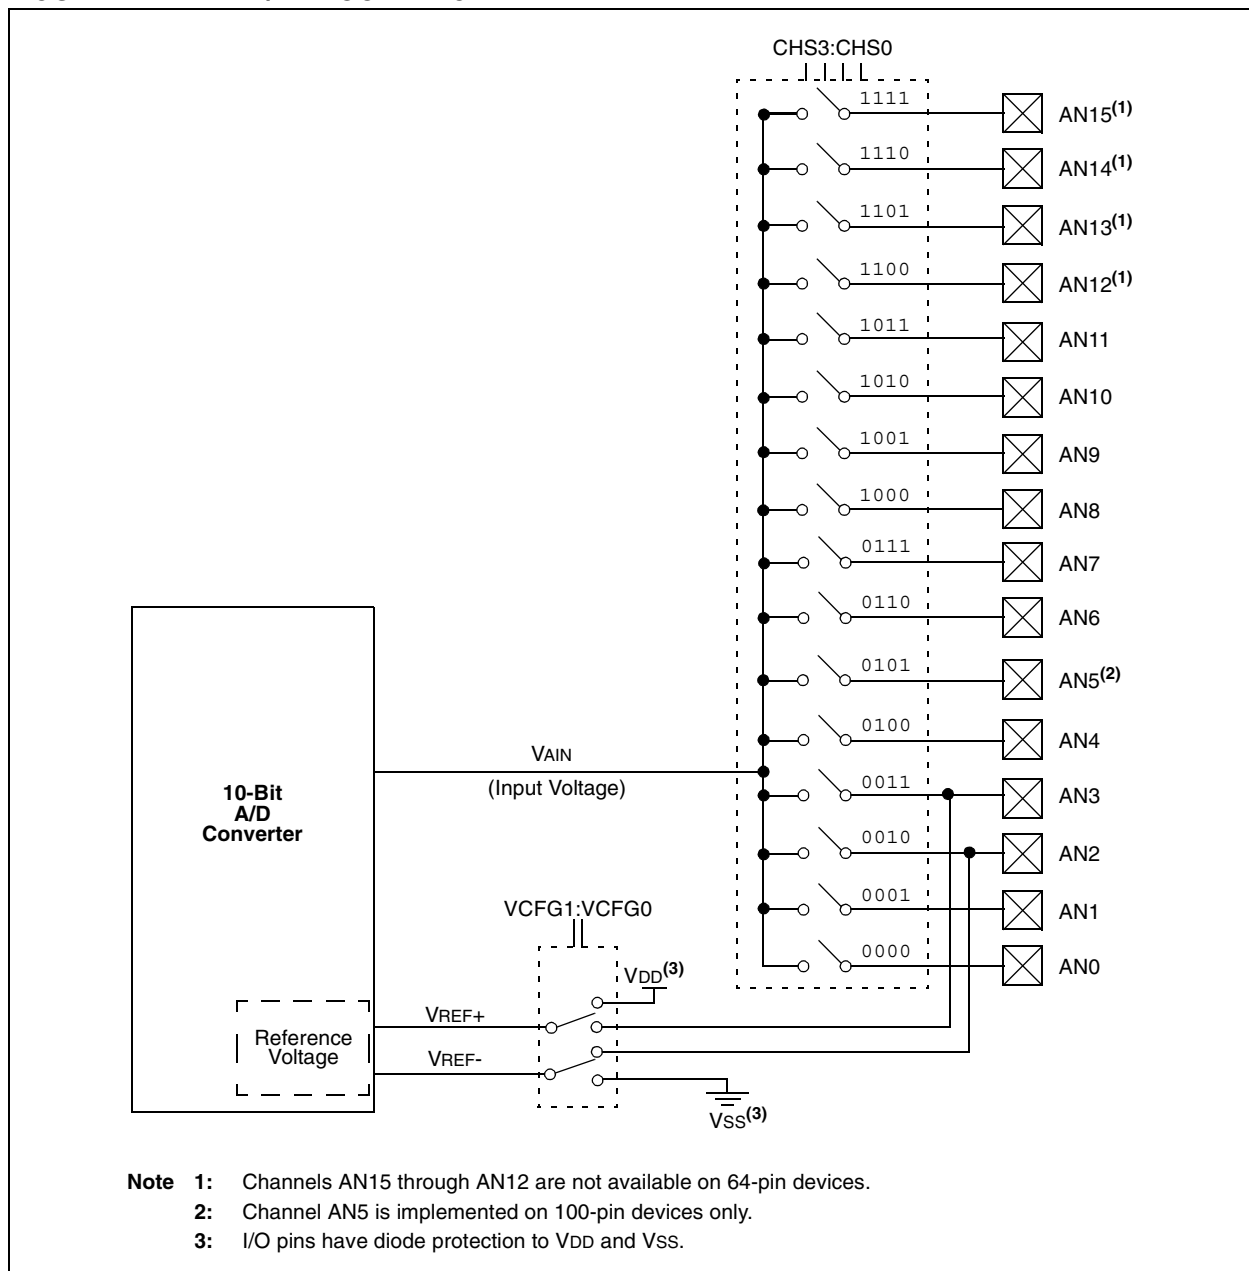 CHS3:CHS0
1111
AN15(1)
1110
AN14(1)
1101
AN13(1)
1100
AN12(1)
1011
AN11
1010
AN10
1001
AN9
1000
AN8
0111
AN7
0110
AN6
0101
AN5(2)
0100
AN4
VAIN
(Input Voltage)
0011
AN3
10-Bit
A/D
Converter
0010
AN2
0001
AN1
VCFG1:VCFG0
0000
AN0
VDD(3)
VREF+
Reference
Voltage
VREF-
VSS(3)
Note 1: Channels AN15 through AN12 are not available on 64-pin devices.
2: Channel AN5 is implemented on 100-pin devices only.
3: I/O pins have diode protection to VDD and VSS.